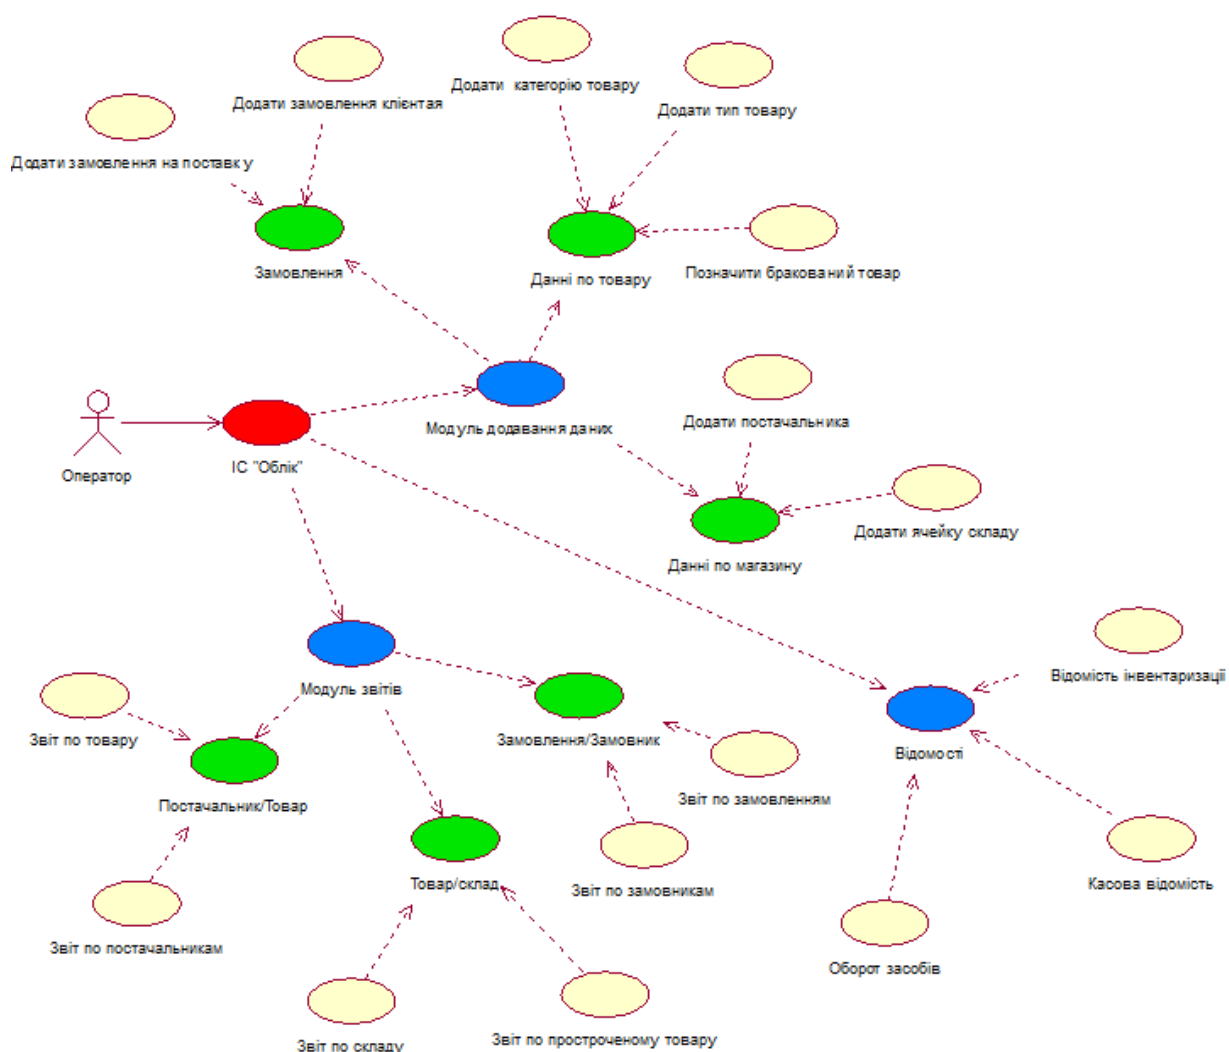 Додати категорію товару
Додати замовлення клієнтая
Додати тип товару
Додати замовлення на поставку
Замовлення
Данні по товару
Позначити бракований товар
Модуль додавання даних
Додати постачальника
ІС "Облік"
Оператор
Додати ячейку складу
Данні по магазину
Відомість інвентаризації
Модуль звітів
Звіт по товару
Замовлення/Замовник
Відомості
Постачальник/Товар
Звіт по замовленням
Товар/склад
Звіт по замовникам
Касова відомість
Звіт по постачальникам
Оборот засобів
Звіт по складу
Звіт по простроченому товару